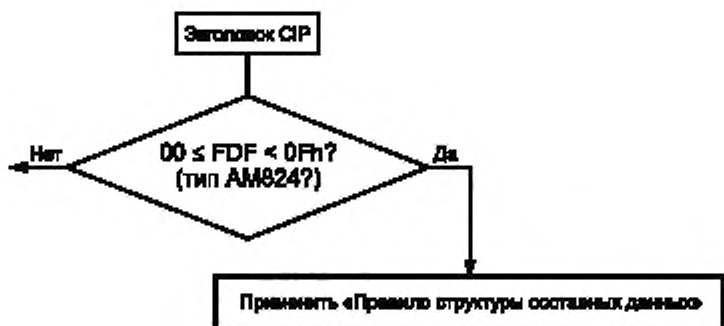 Заголовок CIP
00 ≤ FDF < 0Fh?
(тип AM824?)
Нет
Да
Применить «Правило структуры составных данных»